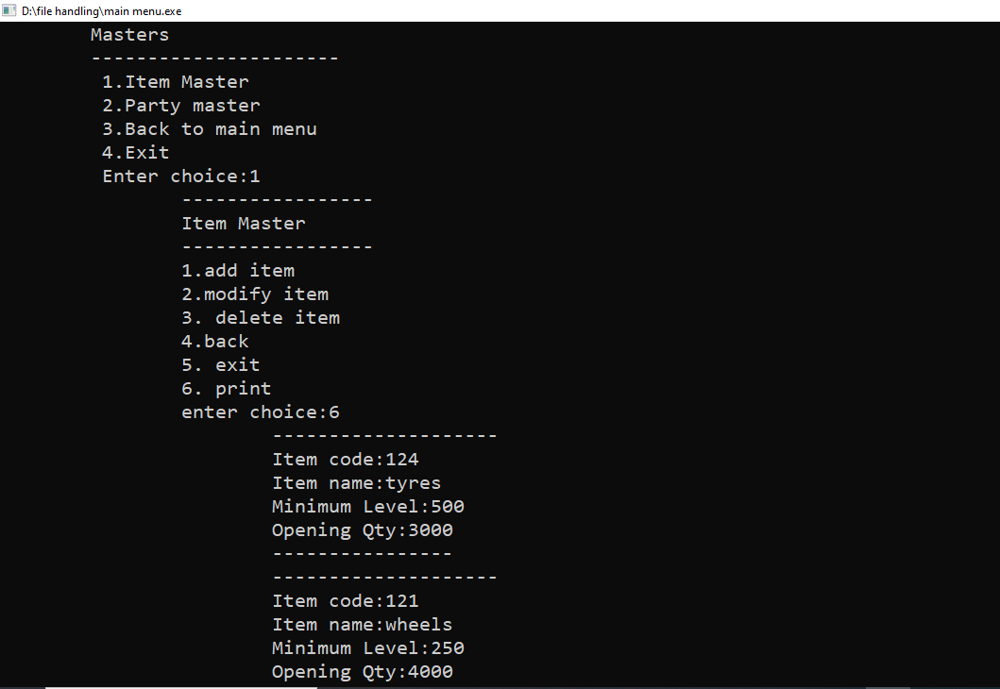 D:\file handling\main menu.exe
Masters
----------------------
1.Item Master
2.Party master
3.Back to main menu
4.Exit
Enter choice:1
-----------------
Item Master
-----------------
1.add item
2.modify item
3. delete item
4.back
5. exit
6. print
enter choice:6
--------------------
Item code:124
Item name:tyres
Minimum Level:500
Opening Qty:3000
----------------
--------------------
Item code:121
Item name:wheels
Minimum Level:250
Opening Qty:4000